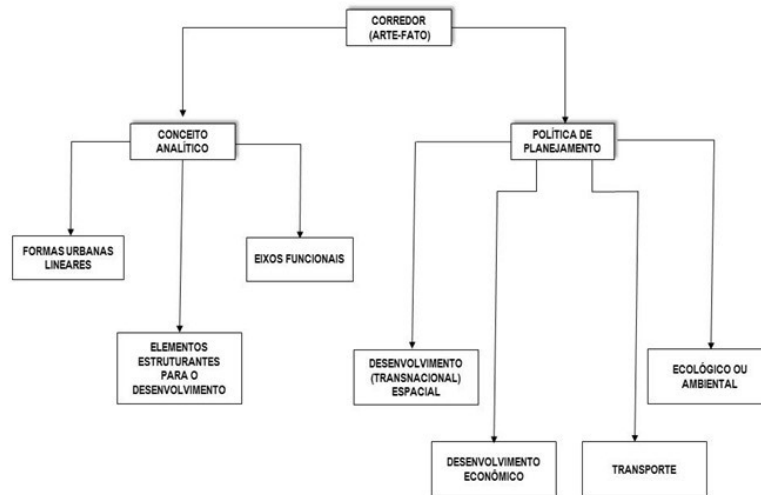 CORREDOR
(ARTE-FATO)
CONCEITO
ANALÍTICO
POLÍTICA DE
PLANEJAMENTO
FORMAS URBANAS
LINEARES
EIXOS FUNCIONAIS
ELEMENTOS
ESTRUTURANTES
PARA O
DESENVOLVIMENTO
DESENVOLVIMENTO
(TRANSNACIONAL)
ESPACIAL
ECOLÓGICO OU
AMBIENTAL
DESENVOLVIMENTO
ECONÔMICO
TRANSPORTE